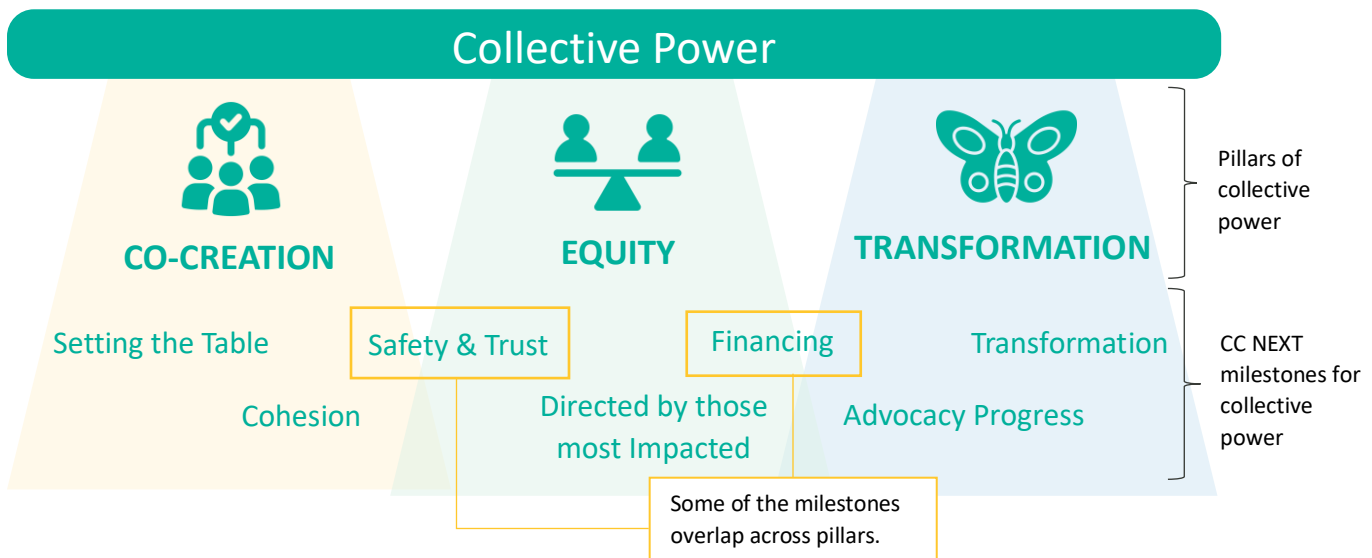 Collective Power
CO-CREATION
EQUITY
TRANSFORMATION
Pillars of
collective
power
Setting the Table
Safety & Trust
Financing
Transformation
Cohesion
Directed by those
most Impacted
Advocacy Progress
CC NEXT
milestones for
collective
power
Some of the milestones
overlap across pillars.